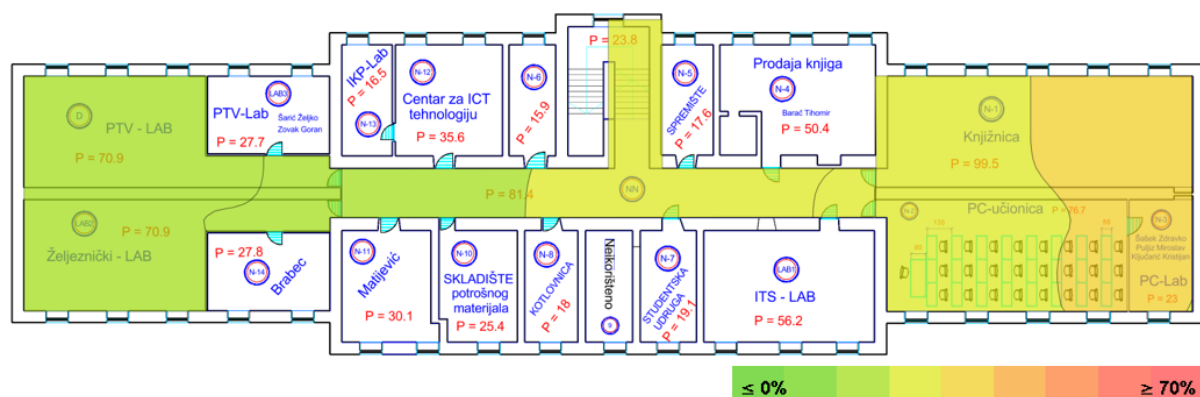 D
PTV - LAB
P = 70.9
LAB3
PTV-Lab
Šarić Željko
Zovak Goran
P = 27.7
IKP-Lab
P = 16.5
N-13
N-12
Centar za ICT
tehnologiju
P = 35.6
N-6
P = 15.9
P = 23.8
N-5
SPREMIŠTE
P = 17.6
Prodaja knjiga
N-4
Barać Tihomir
P = 50.4
N-1
Knjižnica
P = 99.5
P = 81.4
NN
LAB2
P = 70.9
Željeznički - LAB
P = 27.8
N-14
Brabec
N-11
Matijević
P = 30.1
N-10
SKLADIŠTE
potrošnog
materijala
P = 25.4
N-8
KOTLOVNICA
P = 18
Neikorišteno
9
N-7
STUDENTSKA
UDRUGA
P = 19.1
LAB1
ITS - LAB
P = 56.2
N-2
PC-učionica
P = 76.7
135
55
90
N-3
Šabek Zdravko
Puljiz Miroslav
Ključarić Kristijan
PC-Lab
P = 23
≤ 0%
≥ 70%